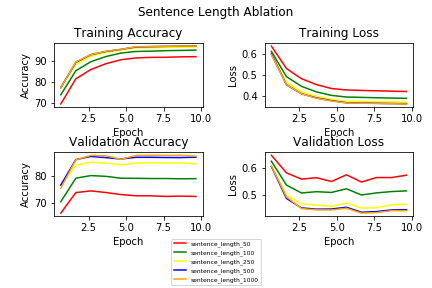 Sentence Length Ablation
Training Accuracy
Training Loss
Accuracy
90
80
70
2.5 5.0 7.5 10.0
Epoch
Loss
0.6
0.5
0.4
2.5 5.0 7.5 10.0
Epoch
Validation Accuracy
Validation Loss
Accuracy
80
70
2.5 5.0 7.5 10.0
Epoch
Loss
0.6
0.5
2.5 5.0 7.5 10.0
Epoch
sentence_length_50
sentence_length_100
sentence_length_250
sentence_length_500
sentence_length_1000